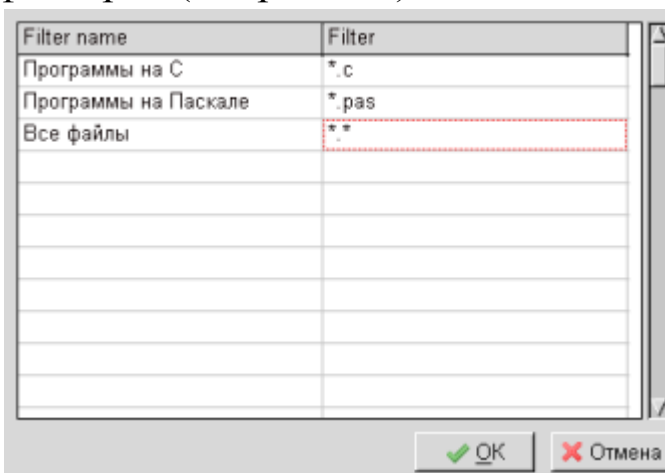 Filter name Filter
Программы на С *.c
Программы на Паскале *.pas
Все файлы *.*
OK Отмена